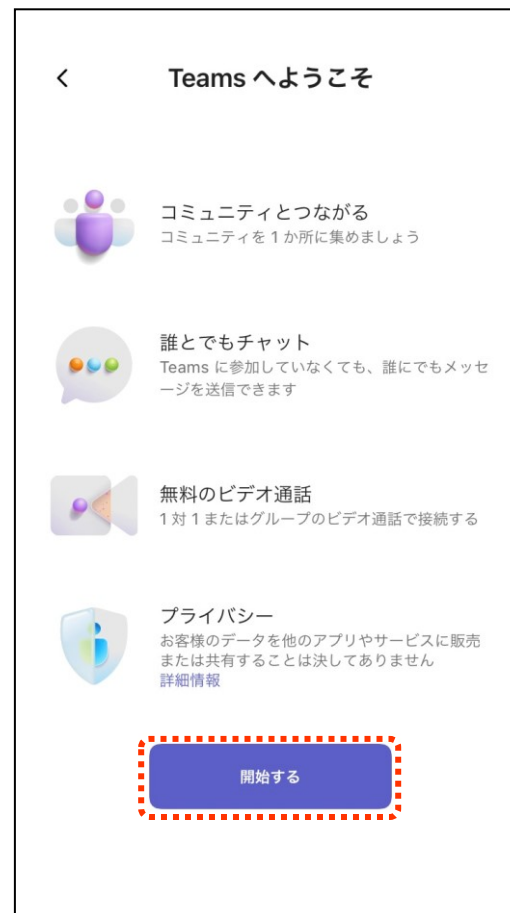 Teams へようこそ
コミュニティとつながる
コミュニティを 1 か所に集めましょう
誰とでもチャット
Teams に参加していなくても、誰にでもメッセ
ージを送信できます
無料のビデオ通話
1 対 1 またはグループのビデオ通話で接続する
プライバシー
お客様のデータを他のアプリやサービスに販売
または共有することは決してありません
詳細情報
開始する